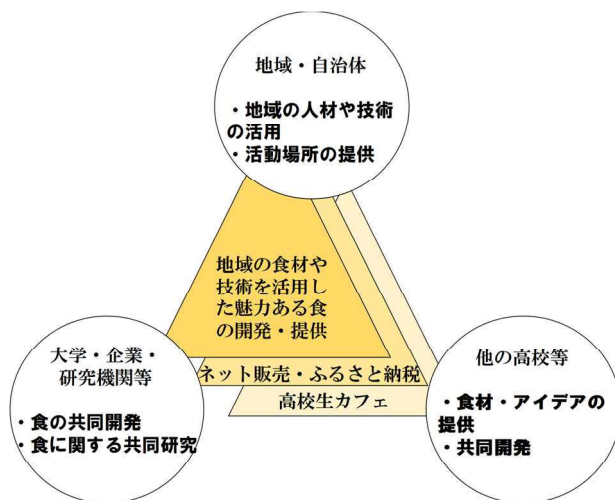 地域・自治体
・地域の人材や技術
の活用
・活動場所の提供
地域の食材や
技術を活用し
た魅力ある食
の開発・提供
大学・企業・
研究機関等
・食の共同開発
・食に関する共同研究
ネット販売・ふるさと納税
高校生カフェ
他の高校等
・食材・アイデアの
提供
・共同開発